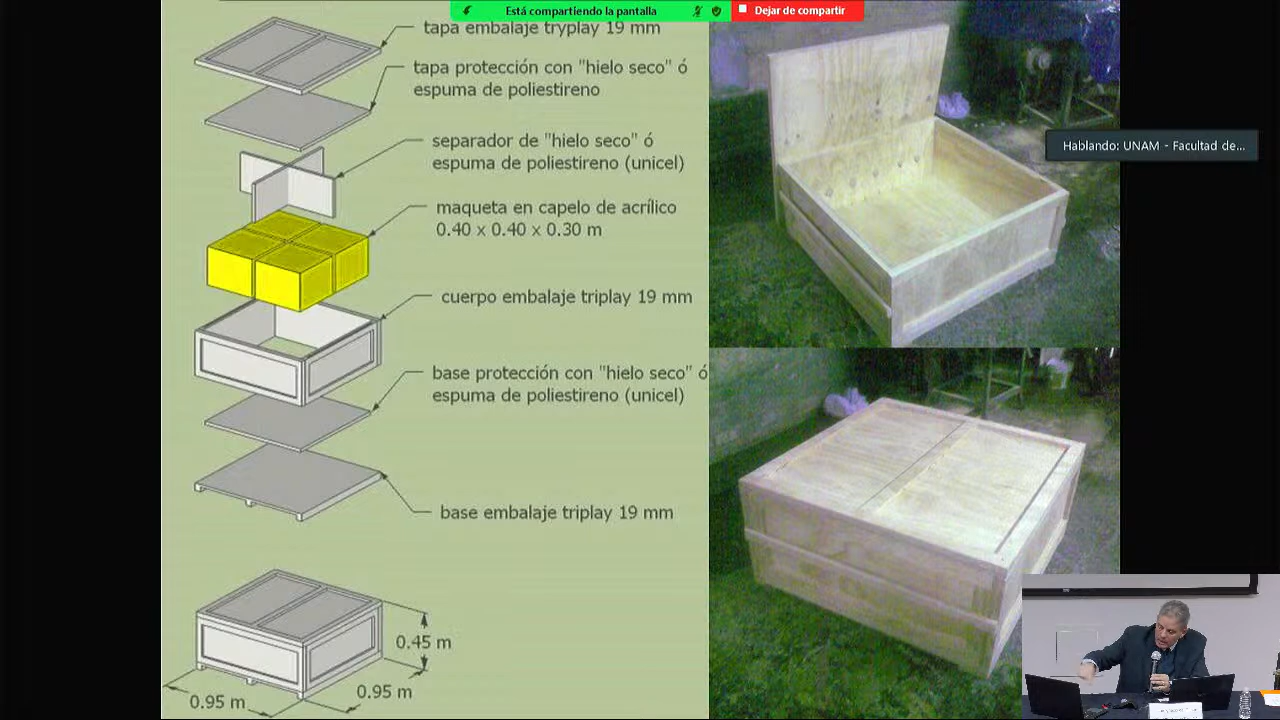 Está compartiendo la pantalla
Dejar de compartir
tapa embalaje tryplay 19 mm
tapa protección con "hielo seco" ó
espuma de poliestireno
separador de "hielo seco" ó
espuma de poliestireno (unicel)
maqueta en capelo de acrílico
0.40 x 0.40 x 0.30 m
cuerpo embalaje triplay 19 mm
base protección con "hielo seco" ó
espuma de poliestireno (unicel)
base embalaje triplay 19 mm
0.45 m
0.95 m
0.95 m
Hablando: UNAM - Facultad de...